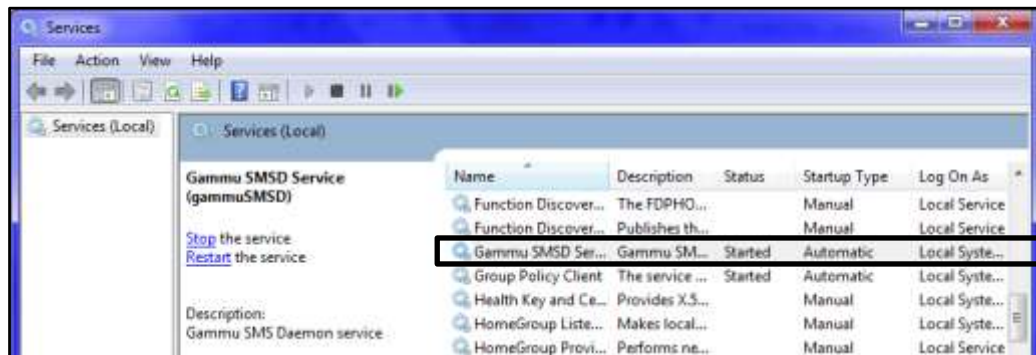 Services
File Action View Help
Services (Local)
Services (Local)
Gammu SMSD Service
(gammuSMSD)
Stop the service
Restart the service
Description:
Gammu SMS Daemon service
Name Description Status Startup Type Log On As
Function Discover... The FDPHO... Manual Local Service
Function Discover... Publishes th... Manual Local Service
Gammu SMSD Ser... Gammu SM... Started Automatic Local Syste...
Group Policy Client The service ... Started Automatic Local Syste...
Health Key and Ce... Provides X.5... Manual Local Syste...
HomeGroup Liste... Makes local... Manual Local Syste...
HomeGroup Provi... Performs ne... Manual Local Service